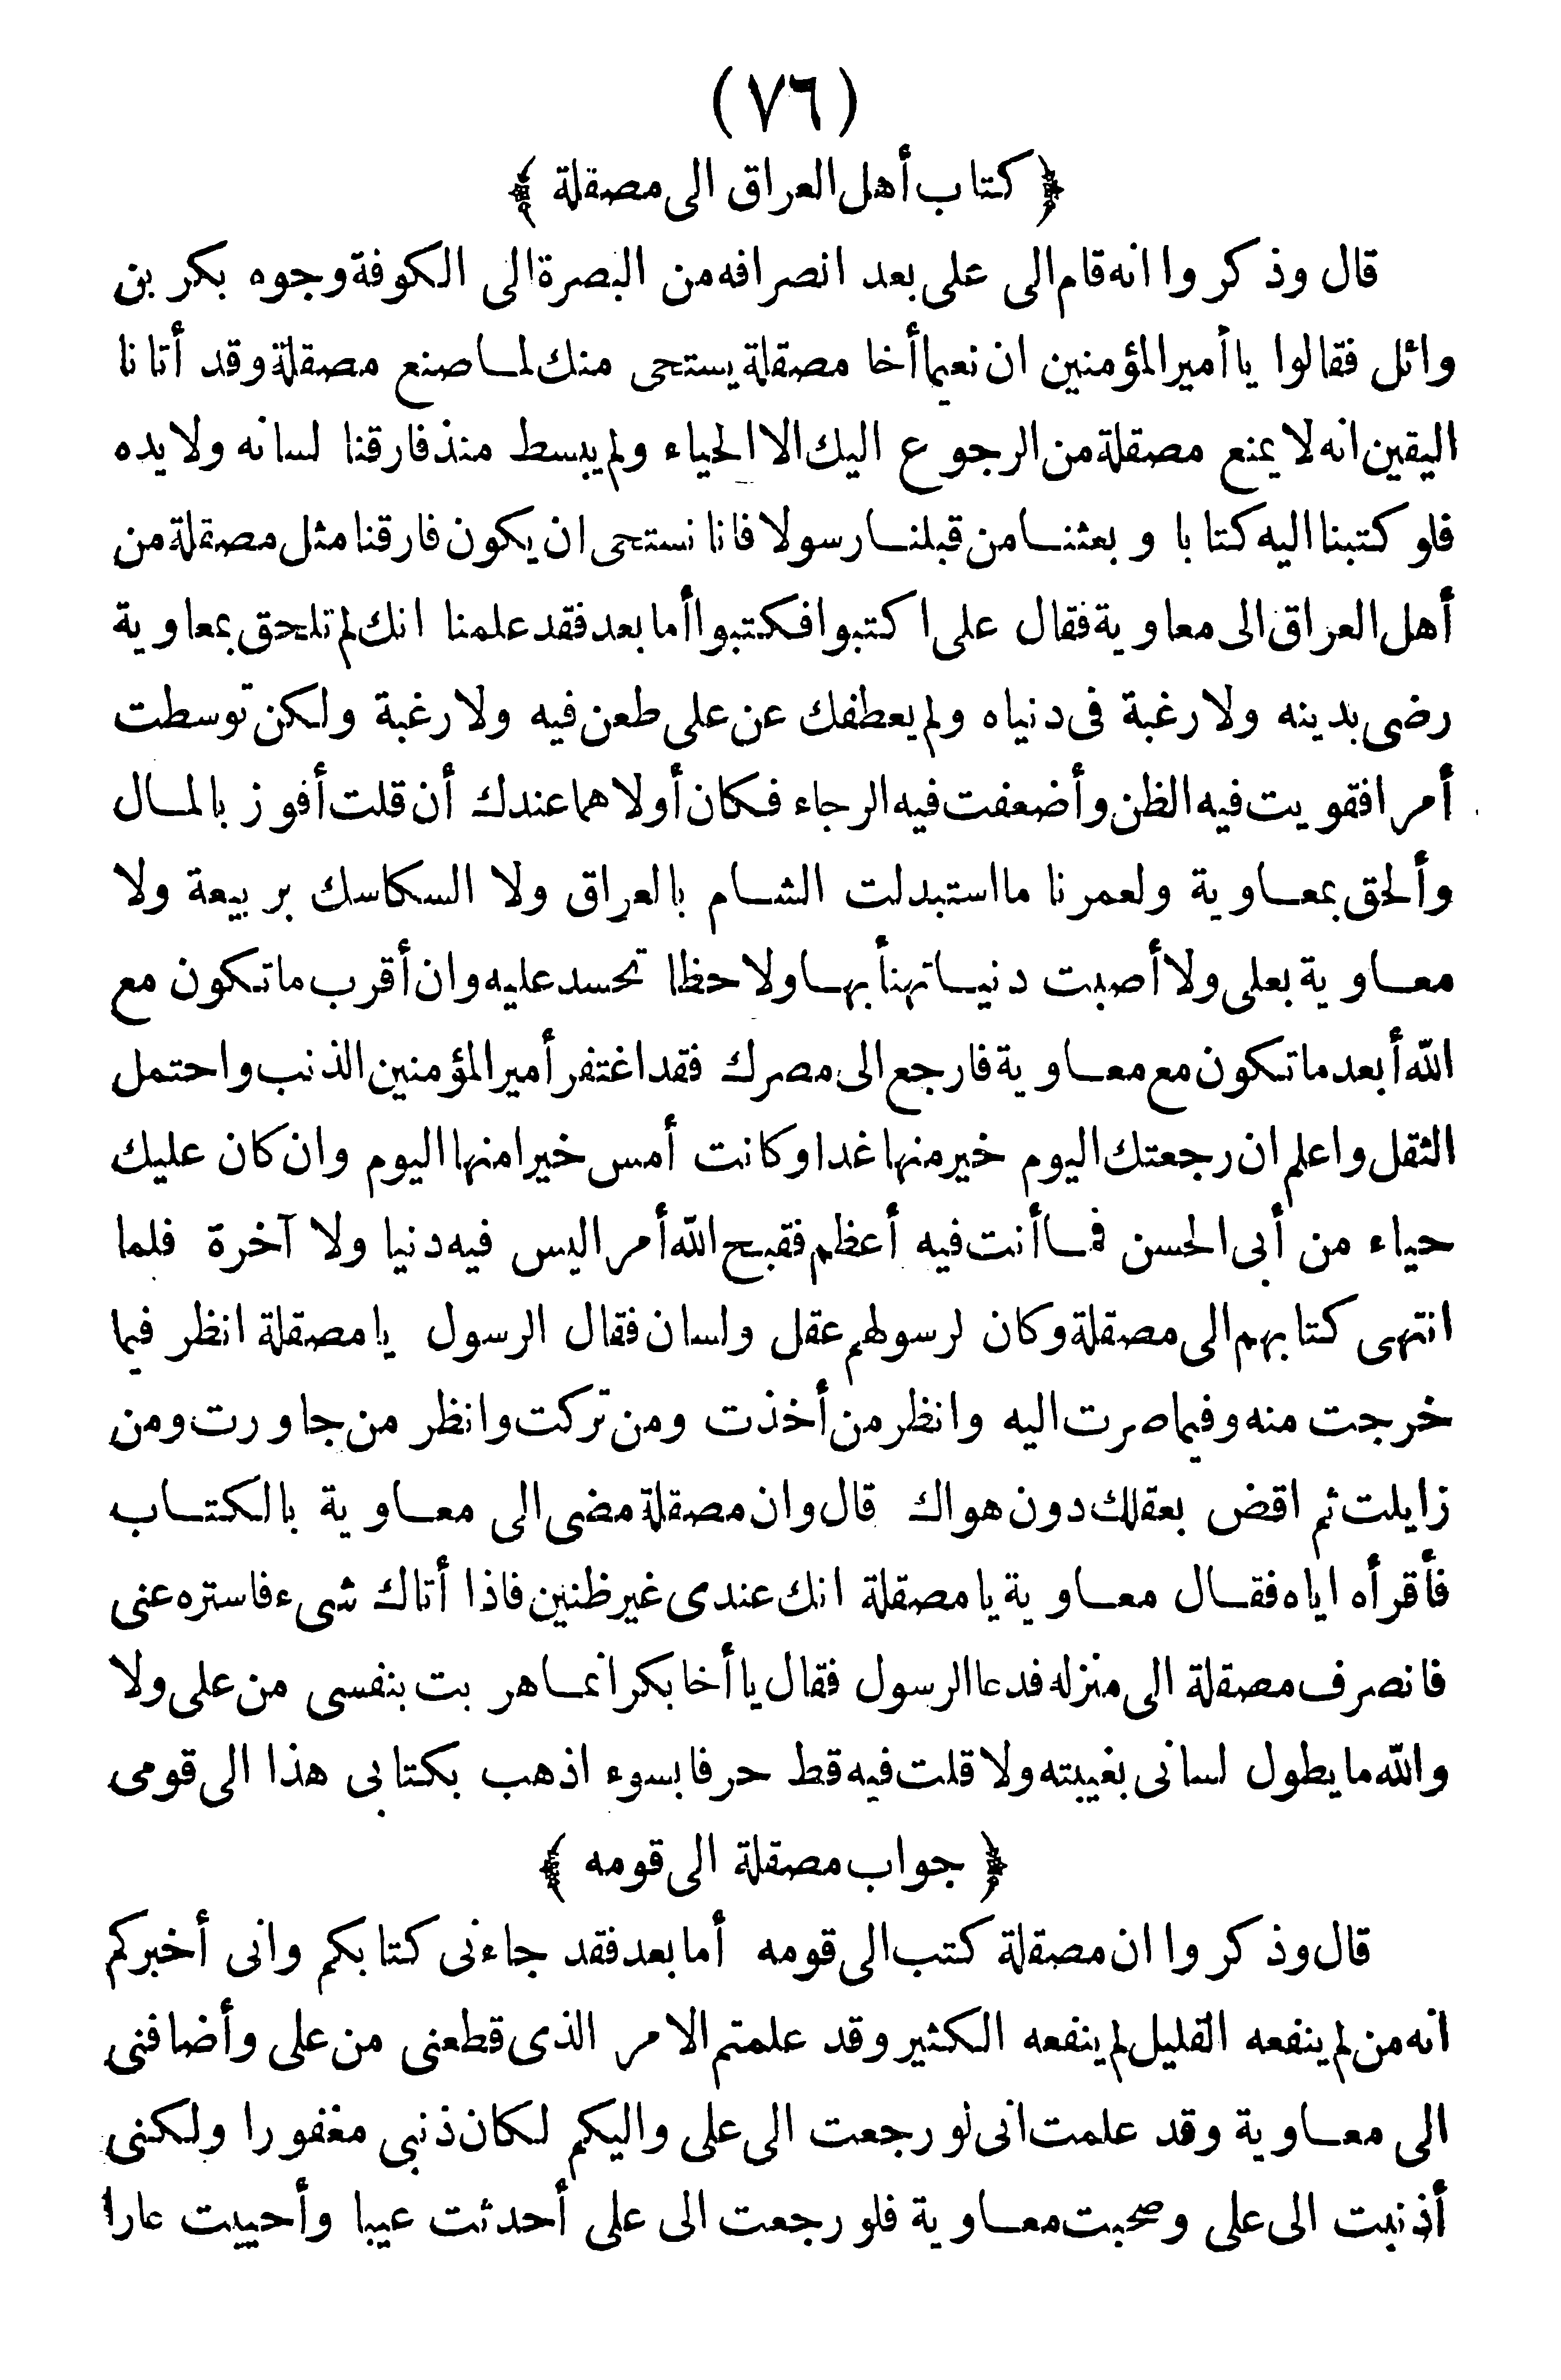 (٧٦)
﴿ كتاب أهل العراق الى مصقلة ﴾
قال وذكروا انه قام الى على بعد انصرافه من البصرة الى الكوفة وجوه بكر بن
وائل فقالوا يا أمير المؤمنين ان نعيما أخا مصقلة يستحى منك لما صنع مصقلة وقد أتانا
اليقين انه لا يمنع مصقلة من الرجوع اليك الا الحياء ولم يبسط منذ فارقنا لسانه ولا يده
فلو كتبنا اليه كتابا وبعثنا من قبلنا رسولا فانا نستحى ان يكون فارقنا مثل مصقلة من
أهل العراق الى معاوية فقال على اكتبوا فكتبوا أما بعد فقد علمنا انك لم تلحق بمعاوية
رضى بدينه ولا رغبة فى دنياه ولم يعطفك عن على طعن فيه ولا رغبة ولكن توسطت
أمرا فقويت فيه الظن وأضعفت فيه الرجاء فكان أولاهما عندك أن قلت أفوز بالمال
وألحق بمعاوية ولعمرنا ما استبدلت الشام بالعراق ولا السكاسك بربيعة ولا
معاوية بعلى ولا أصبت دنيا تهنأ بها ولا حظا تحسد عليه وان أقرب ما تكون مع
الله أبعد ما تكون مع معاوية فارجع الى مصرك فقد اغتفر أمير المؤمنين الذنب واحتمل
الثقل واعلم ان رجعتك اليوم خير منها غدا وكانت أمس خيرا منها اليوم وان كان عليك
حياء من أبى الحسن فما أنت فيه أعظم فقبح الله أمرا ليس فيه دنيا ولا آخرة فلما
انتهى كتابهم الى مصقلة وكان لرسولهم عقل ولسان فقال الرسول يا مصقلة انظر فيما
خرجت منه وفيما صرت اليه وانظر من أخذت ومن تركت وانظر من جاورت ومن
زايلت ثم اقض بعقلك دون هواك قال وان مصقلة مضى الى معاوية بالكتاب
فأقرأه اياه فقال معاوية يا مصقلة انك عندى غير ظنين فاذا أتاك شىء فاستره عنى
فانصرف مصقلة الى منزله فدعا الرسول فقال يا أخا بكر انما هربت بنفسى من على ولا
والله ما يطول لسانى بغيبته ولا قلت فيه قط حرفا بسوء اذهب بكتابى هذا الى قومى
﴿ جواب مصقلة الى قومه ﴾
قال وذكروا ان مصقلة كتب الى قومه أما بعد فقد جاءنى كتابكم وانى أخبركم
انه من لم ينفعه القليل لم ينفعه الكثير وقد علمتم الامر الذى قطعنى من على وأضافنى
الى معاوية وقد علمت انى لو رجعت الى على واليكم لكان ذنبى مغفورا ولكنى
أذنبت الى على وصحبت معاوية فلو رجعت الى على أحدثت عيبا وأحييت عارا